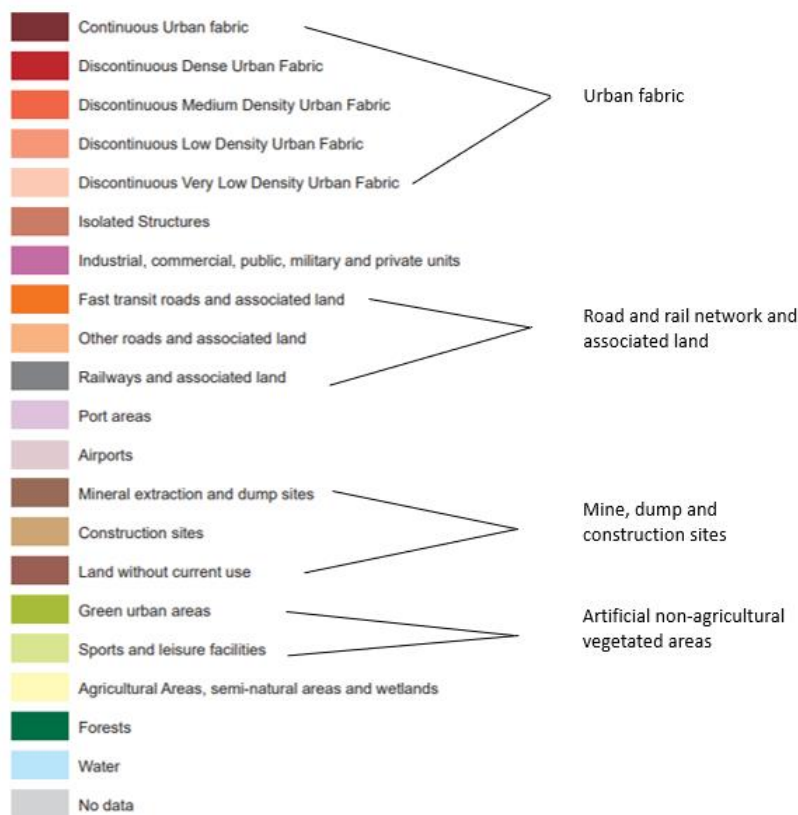 Continuous Urban fabric
Discontinuous Dense Urban Fabric
Discontinuous Medium Density Urban Fabric
Discontinuous Low Density Urban Fabric
Discontinuous Very Low Density Urban Fabric
Isolated Structures
Industrial, commercial, public, military and private units
Fast transit roads and associated land
Other roads and associated land
Railways and associated land
Port areas
Airports
Mineral extraction and dump sites
Construction sites
Land without current use
Green urban areas
Sports and leisure facilities
Agricultural Areas, semi-natural areas and wetlands
Forests
Water
No data
Urban fabric
Road and rail network and
associated land
Mine, dump and
construction sites
Artificial non-agricultural
vegetated areas